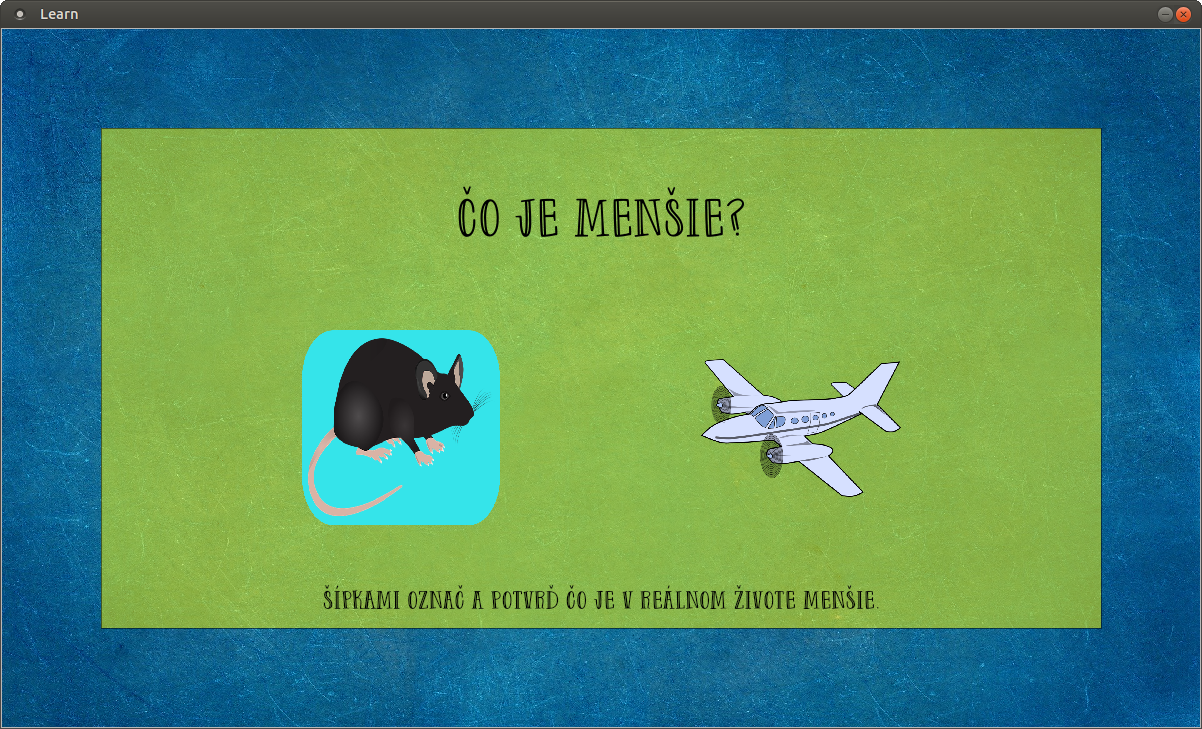 Learn
ČO JE MENŠIE?
ŠÍPKAMI OZNAČ A POTVRĎ ČO JE V REÁLNOM ŽIVOTE MENŠIE.